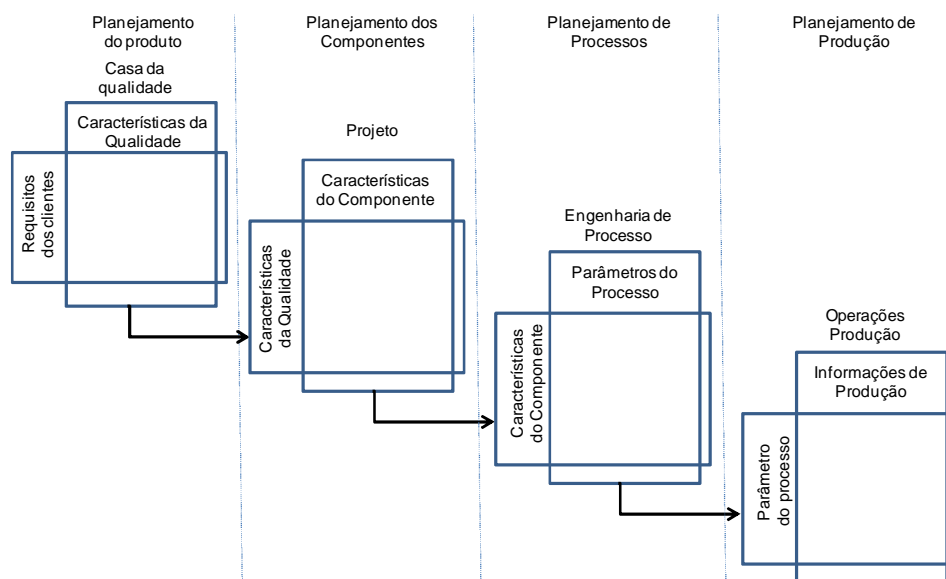 Planejamento
do produto
Planejamento dos
Componentes
Planejamento de
Processos
Planejamento de
Produção
Casa da
qualidade
Características da
Qualidade
Requisitos
dos clientes
Projeto
Características
do Componente
Características
da Qualidade
Engenharia de
Processo
Parâmetros do
Processo
Características
do Componente
Operações
Produção
Informações de
Produção
Parâmetro
do processo